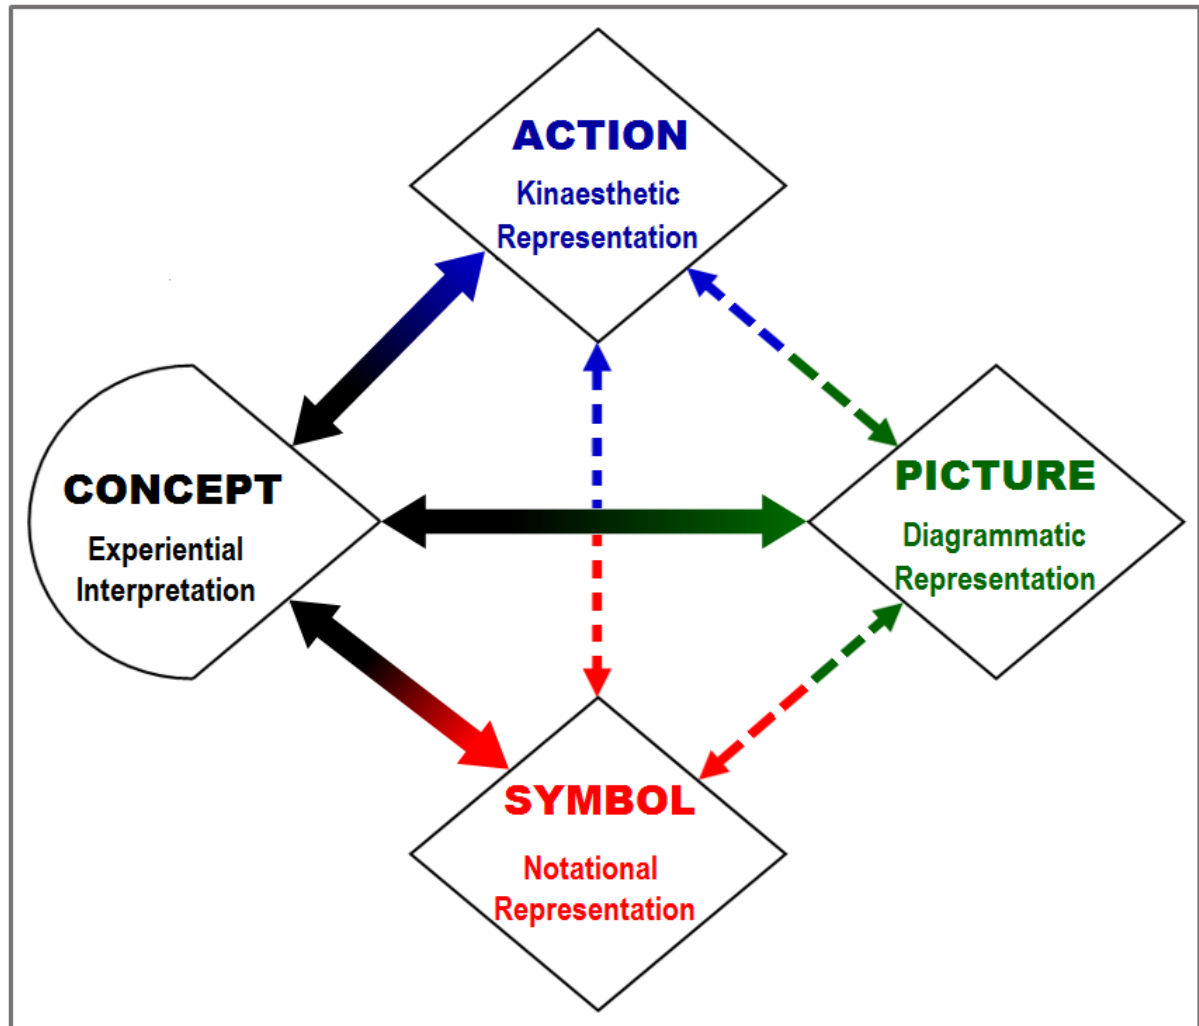 ACTION
Kinaesthetic
Representation
CONCEPT
Experiential
Interpretation
PICTURE
Diagrammatic
Representation
SYMBOL
Notational
Representation